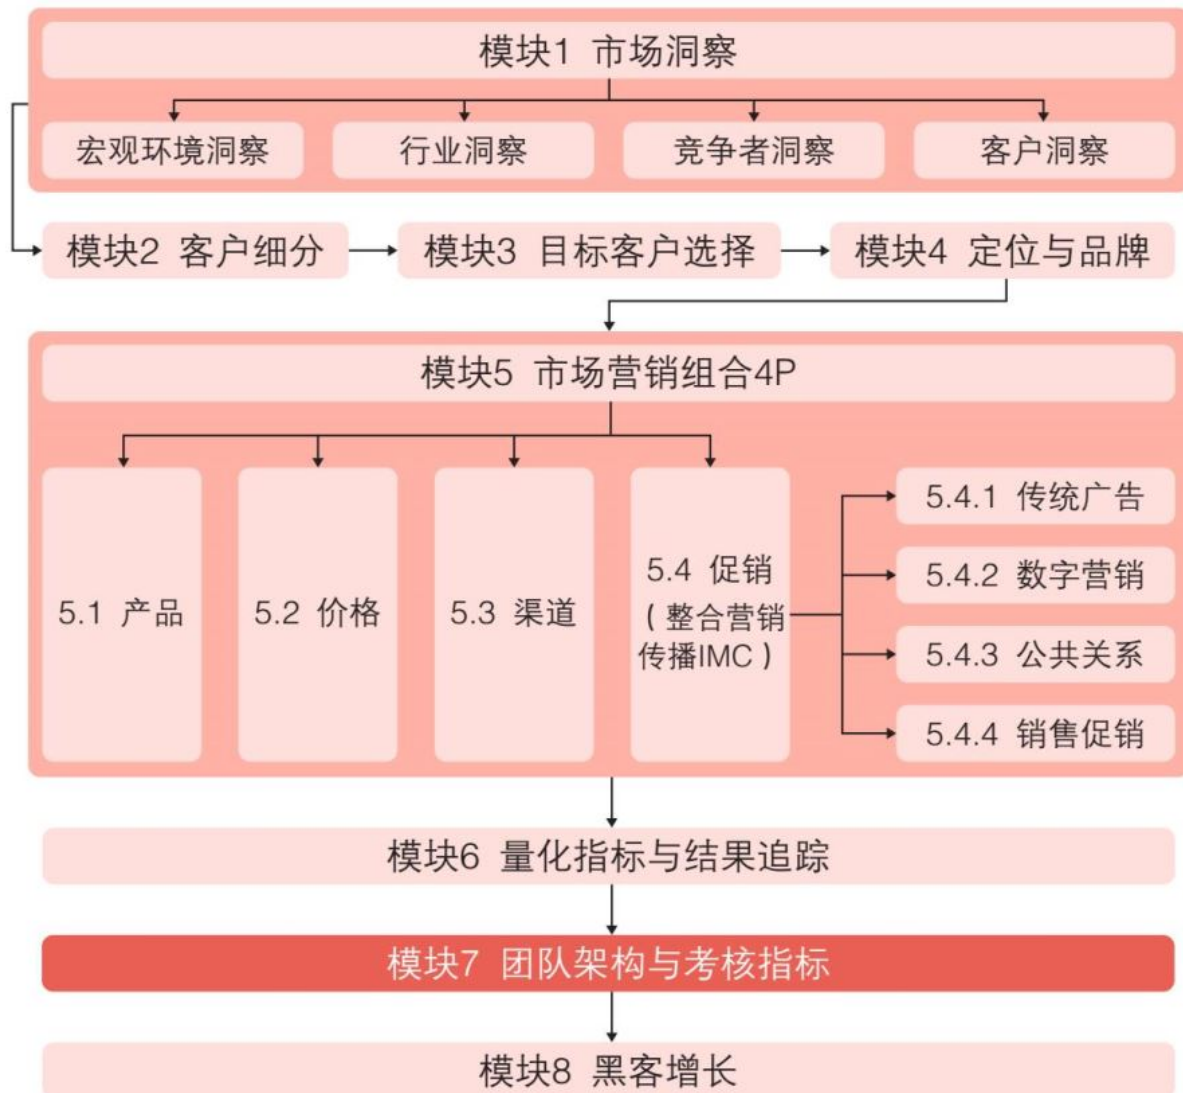 模块1 市场洞察
宏观环境洞察
行业洞察
竞争者洞察
客户洞察
模块2 客户细分
模块3 目标客户选择
模块4 定位与品牌
模块5 市场营销组合4P
5.1 产品
5.2 价格
5.3 渠道
5.4 促销
（整合营销
传播IMC）
5.4.1 传统广告
5.4.2 数字营销
5.4.3 公共关系
5.4.4 销售促销
模块6 量化指标与结果追踪
模块7 团队架构与考核指标
模块8 黑客增长